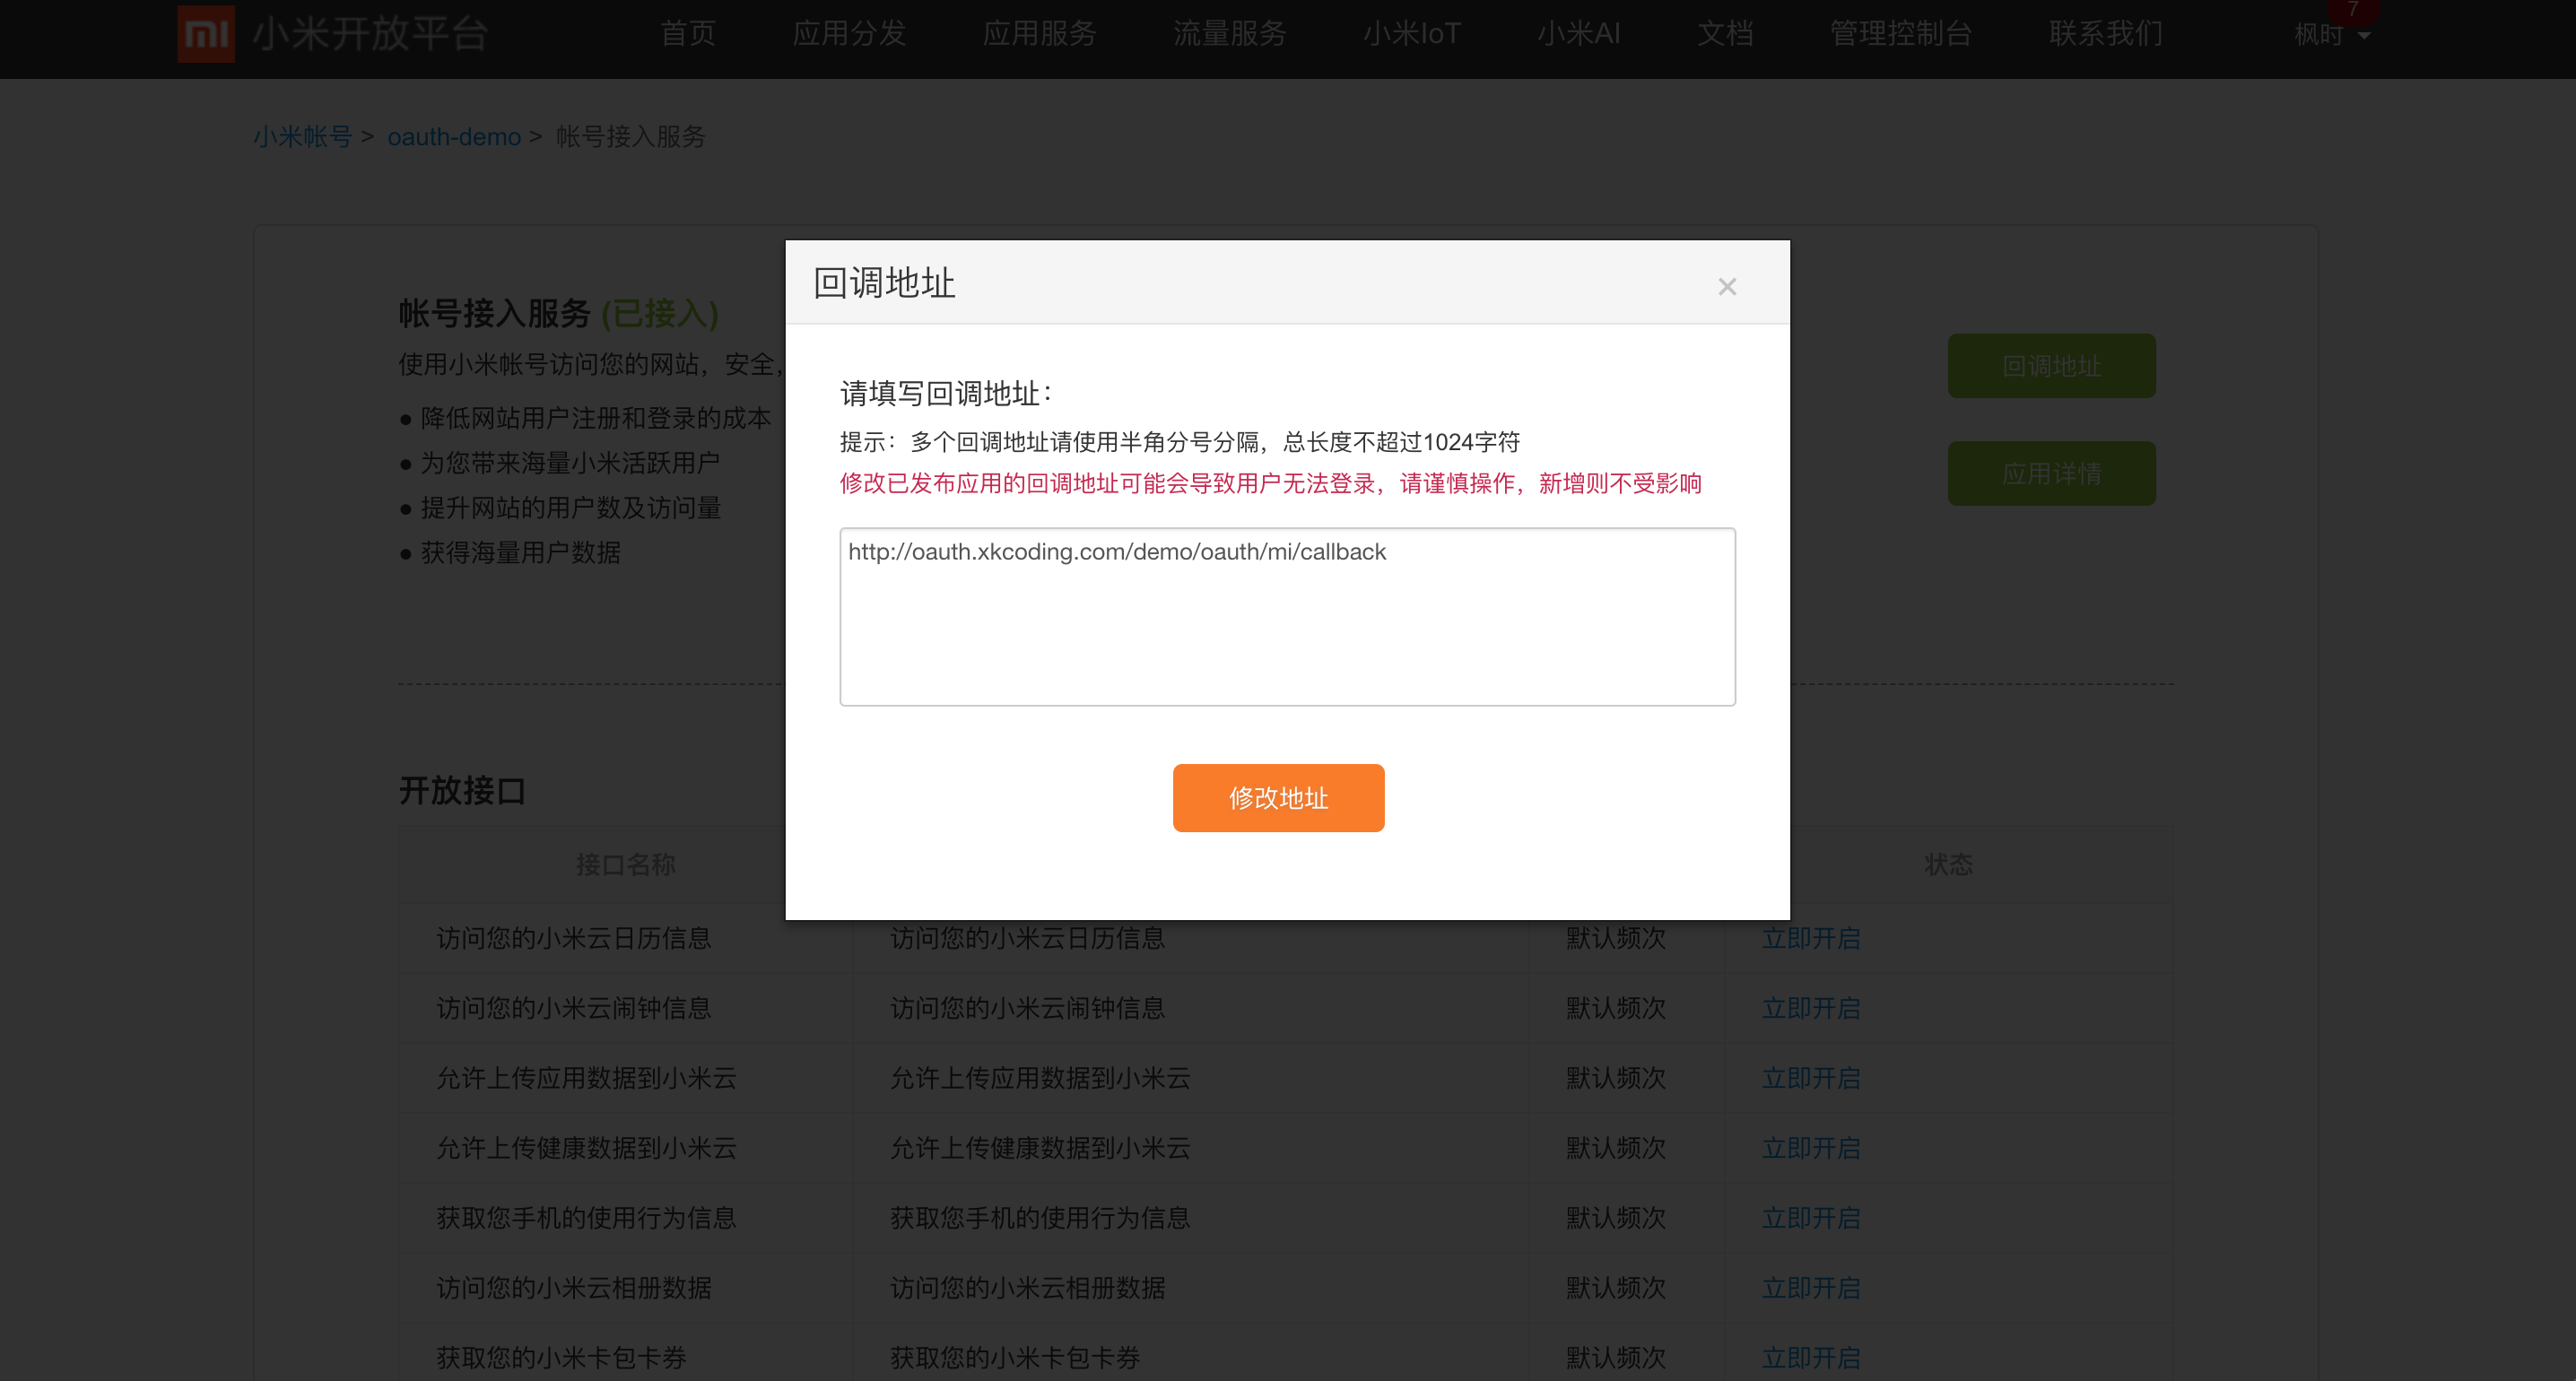 mi 小米开放平台 首页 应用分发 应用服务 流量服务 小米IoT 小米AI 文档 管理控制台 联系我们 枫时 7
小米帐号 > oauth-demo > 帐号接入服务
回调地址 ×
帐号接入服务 (已接入)
使用小米帐号访问您的网站，安全，
● 降低网站用户注册和登录的成本
● 为您带来海量小米活跃用户
● 提升网站的用户数及访问量
● 获得海量用户数据
请填写回调地址：
提示：多个回调地址请使用半角分号分隔，总长度不超过1024字符
修改已发布应用的回调地址可能会导致用户无法登录，请谨慎操作，新增则不受影响
http://oauth.xkcoding.com/demo/oauth/mi/callback
修改地址
回调地址
应用详情
开放接口
接口名称 状态
访问您的小米云日历信息 访问您的小米云日历信息 默认频次 立即开启
访问您的小米云闹钟信息 访问您的小米云闹钟信息 默认频次 立即开启
允许上传应用数据到小米云 允许上传应用数据到小米云 默认频次 立即开启
允许上传健康数据到小米云 允许上传健康数据到小米云 默认频次 立即开启
获取您手机的使用行为信息 获取您手机的使用行为信息 默认频次 立即开启
访问您的小米云相册数据 访问您的小米云相册数据 默认频次 立即开启
获取您的小米卡包卡券 获取您的小米卡包卡券 默认频次 立即开启